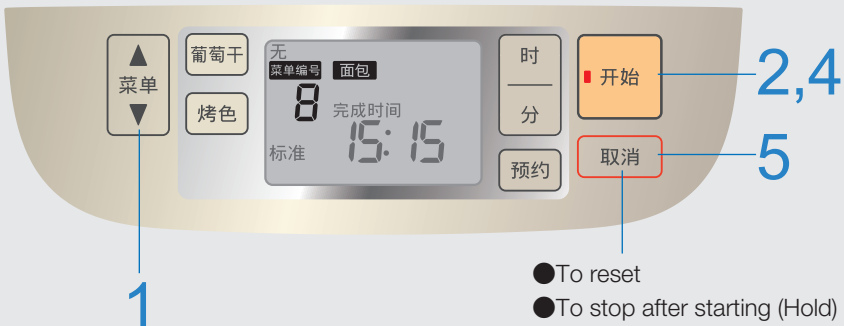 ▲
菜单
▼
葡萄干
烤色
无
菜单编号 面包
8
完成时间
15:15
标准
时
分
预约
开始
取消
2,4
5
1
●To reset
●To stop after starting (Hold)